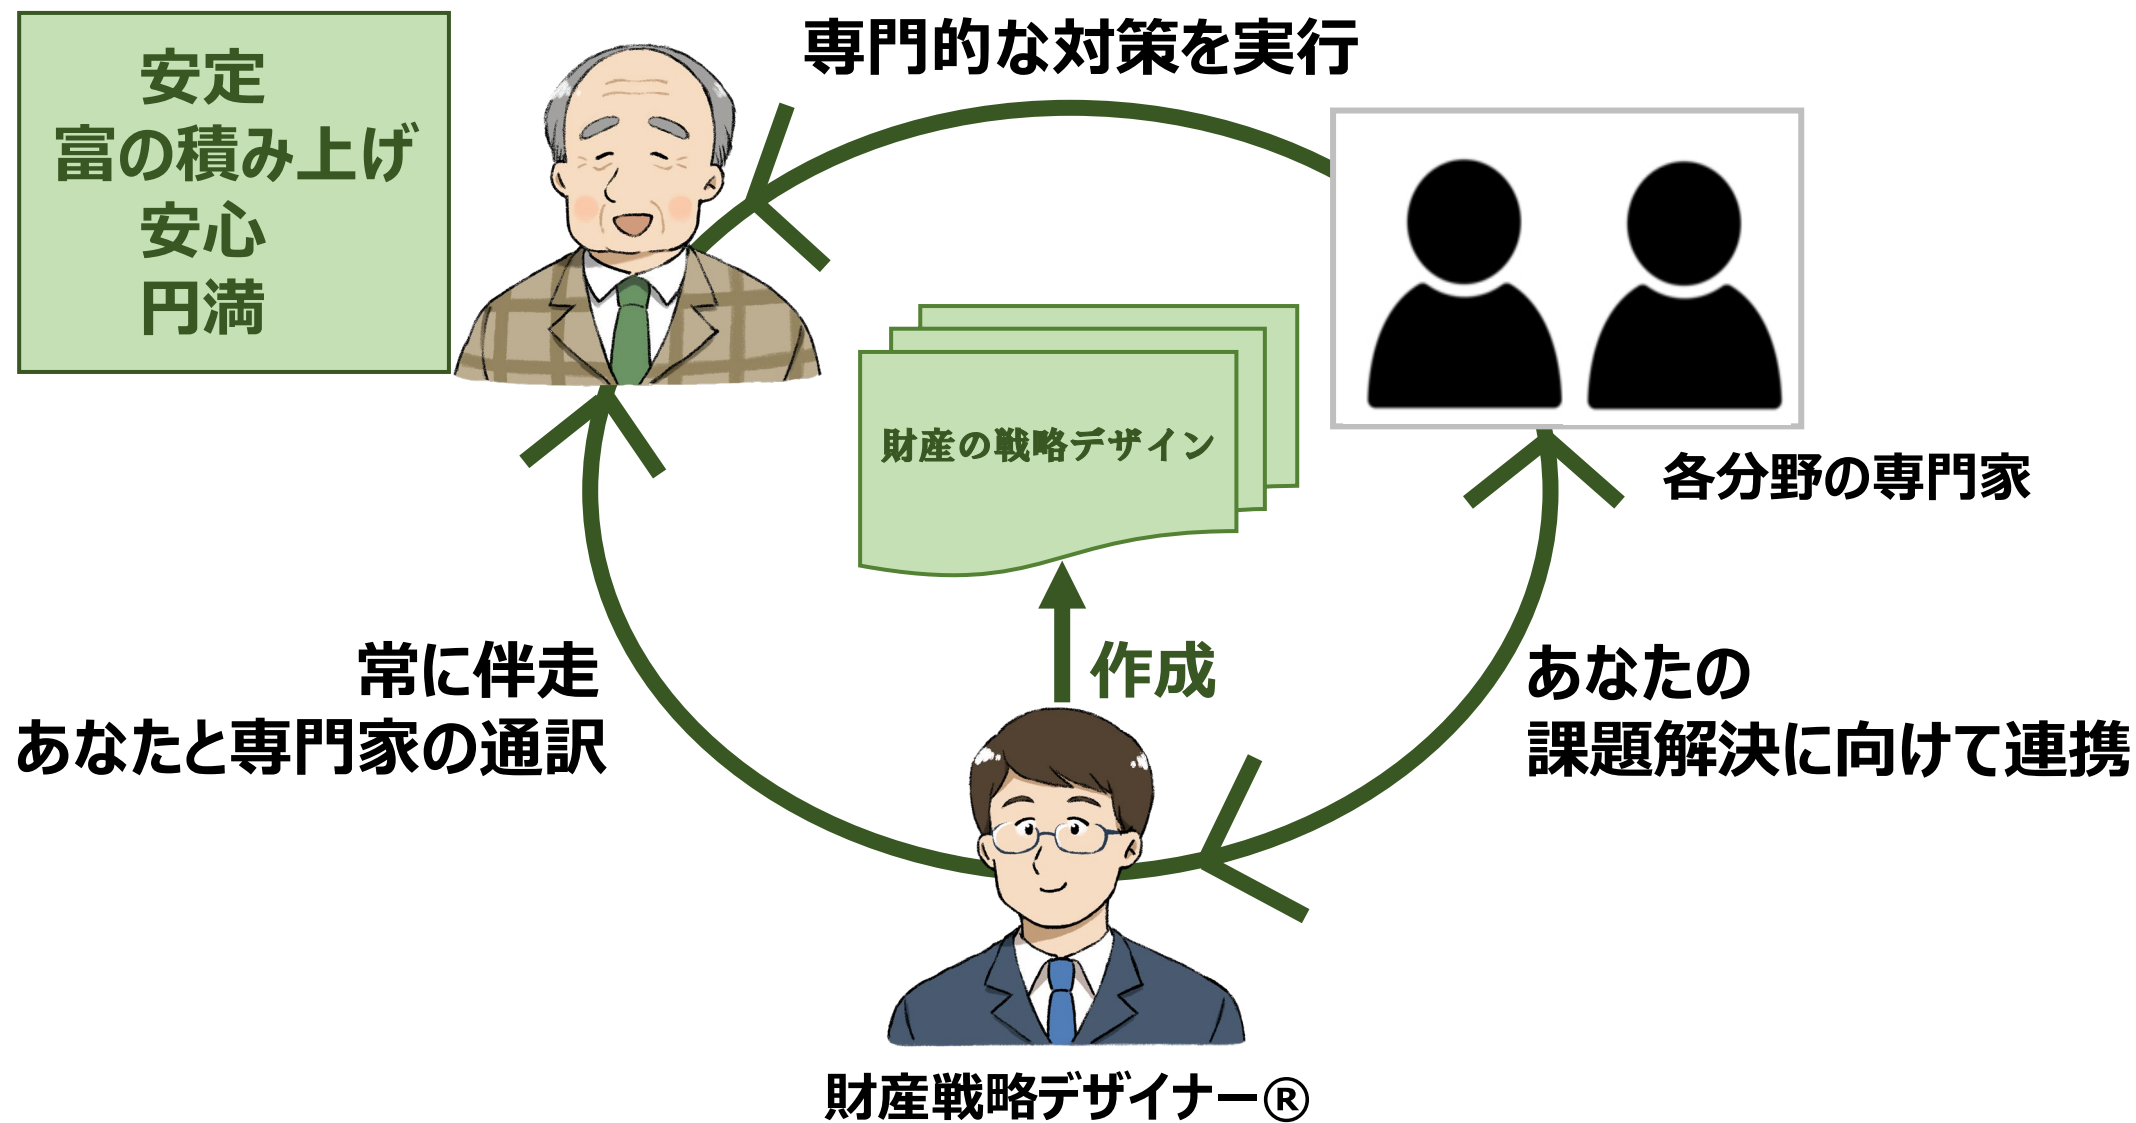 安定
富の積み上げ
安心
円満
専門的な対策を実行
各分野の専門家
財産の戦略デザイン
作成
常に伴走
あなたと専門家の通訳
あなたの
課題解決に向けて連携
財産戦略デザイナー®